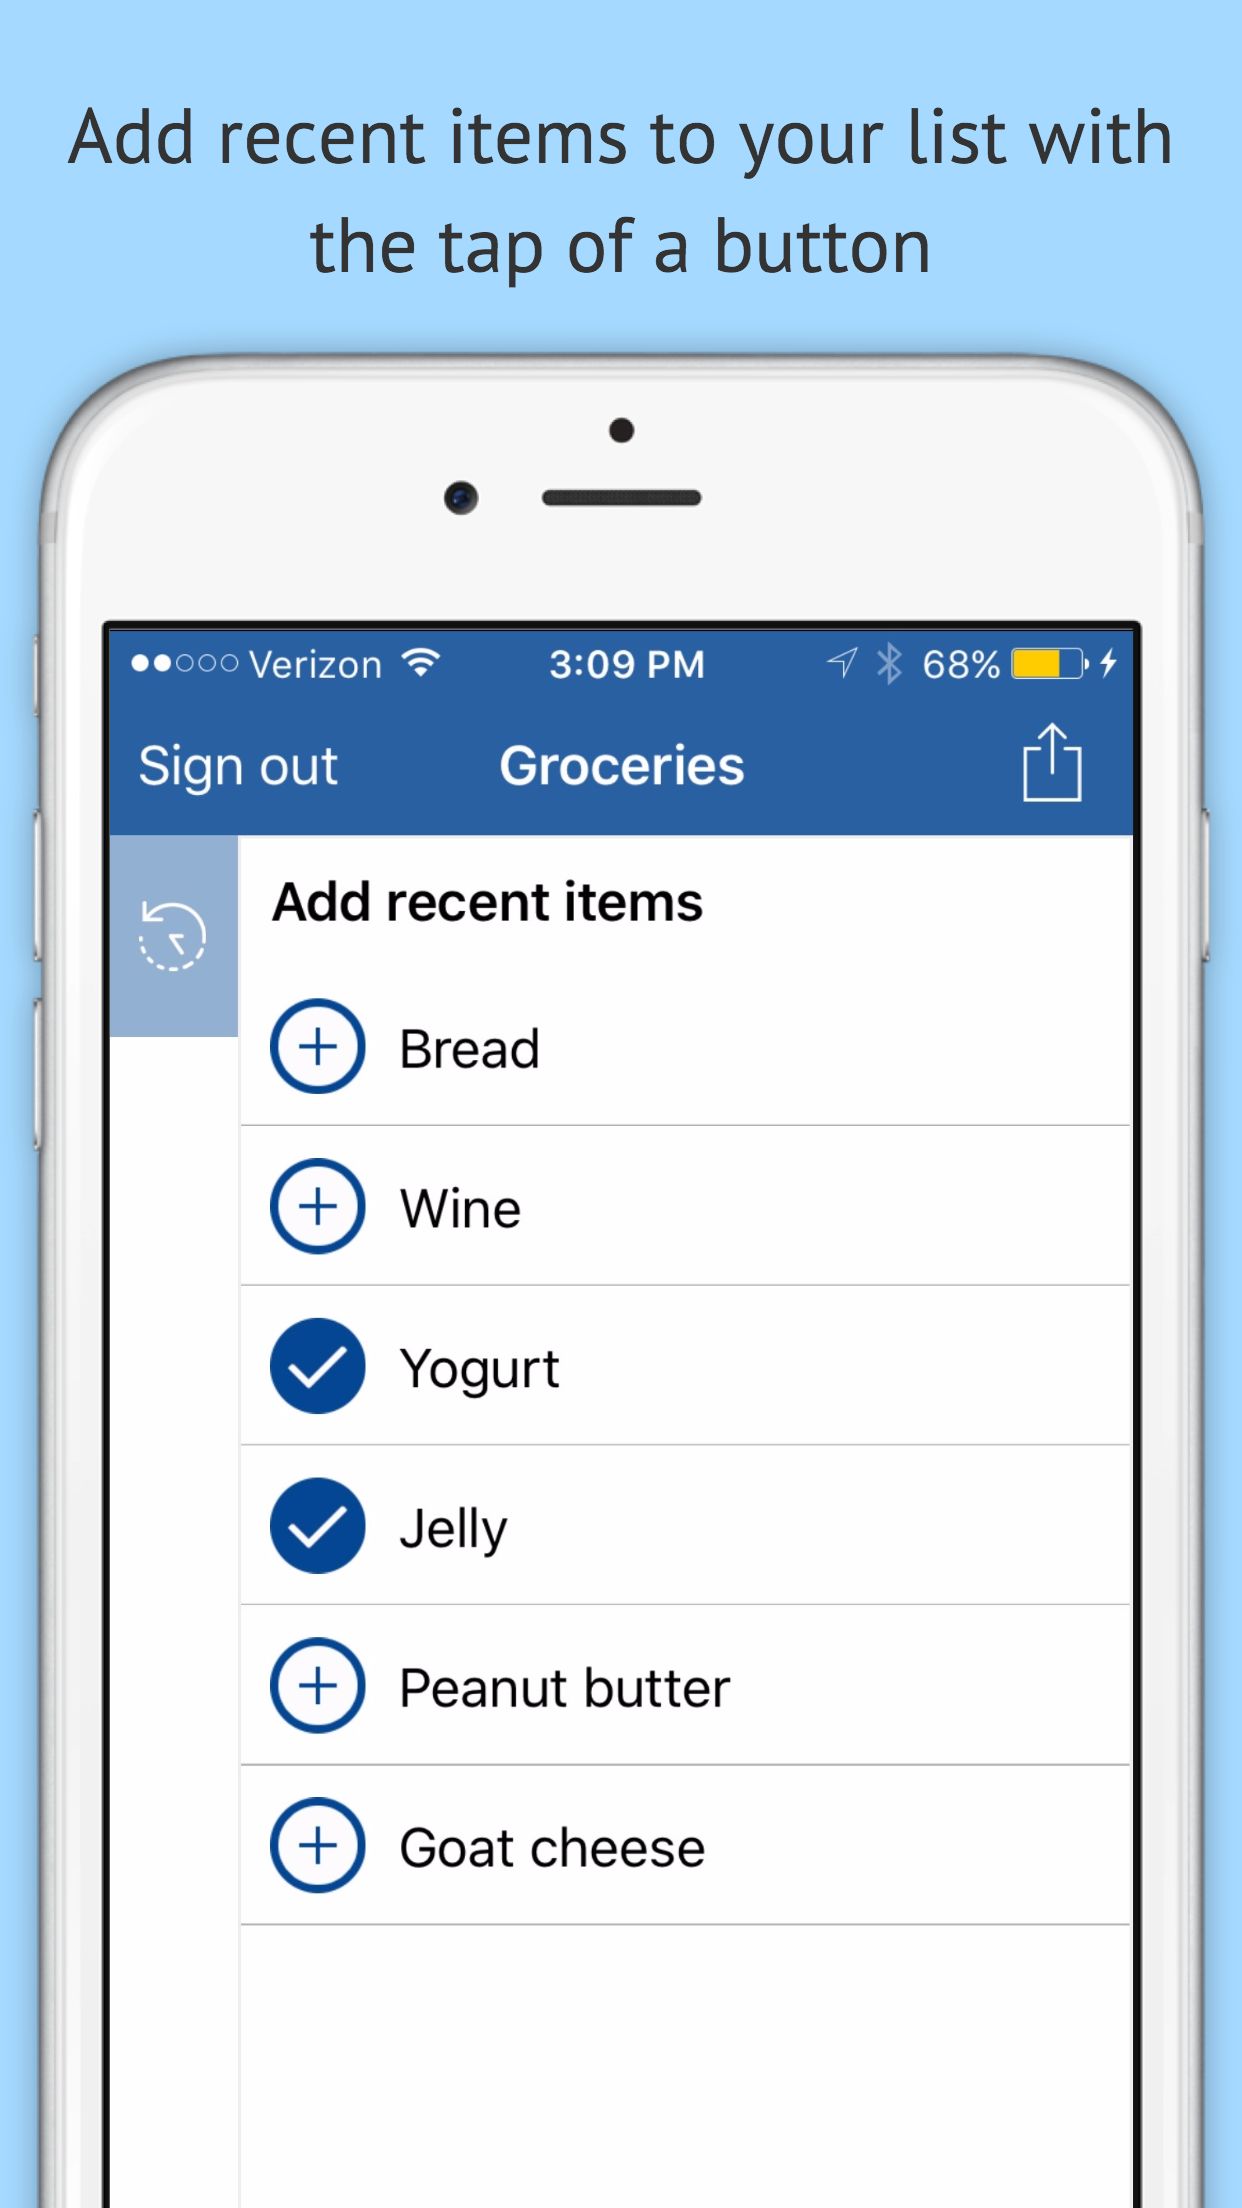 Add recent items to your list with
the tap of a button
Verizon 3:09 PM 68%
Sign out Groceries
Add recent items
Bread
Wine
Yogurt
Jelly
Peanut butter
Goat cheese